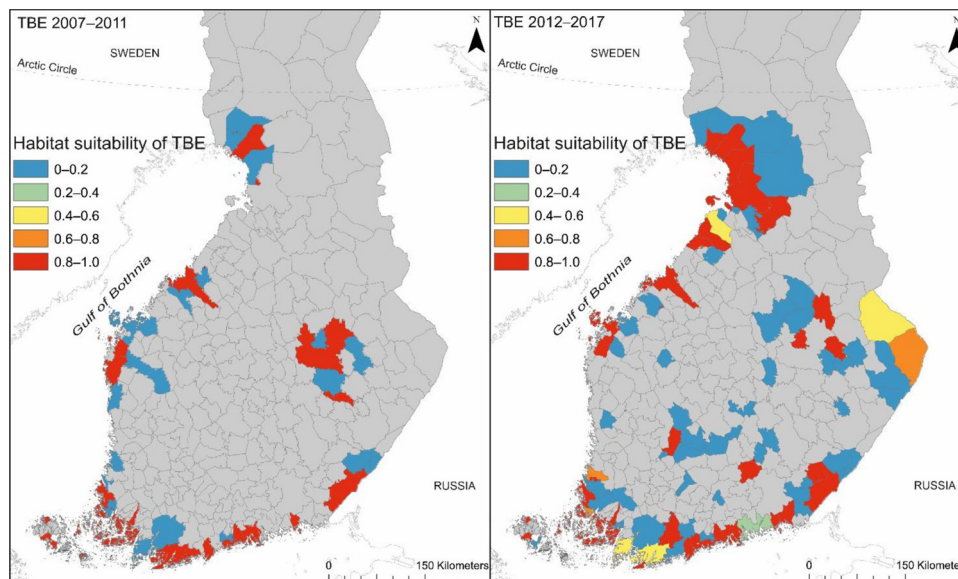 TBE 2007–2011
N
SWEDEN
Arctic Circle
Habitat suitability of TBE
0–0.2
0.2–0.4
0.4–0.6
0.6–0.8
0.8–1.0
Gulf of Bothnia
RUSSIA
0 150 Kilometers
TBE 2012–2017
N
SWEDEN
Arctic Circle
Habitat suitability of TBE
0–0.2
0.2–0.4
0.4– 0.6
0.6–0.8
0.8–1.0
Gulf of Bothnia
RUSSIA
0 150 Kilometers